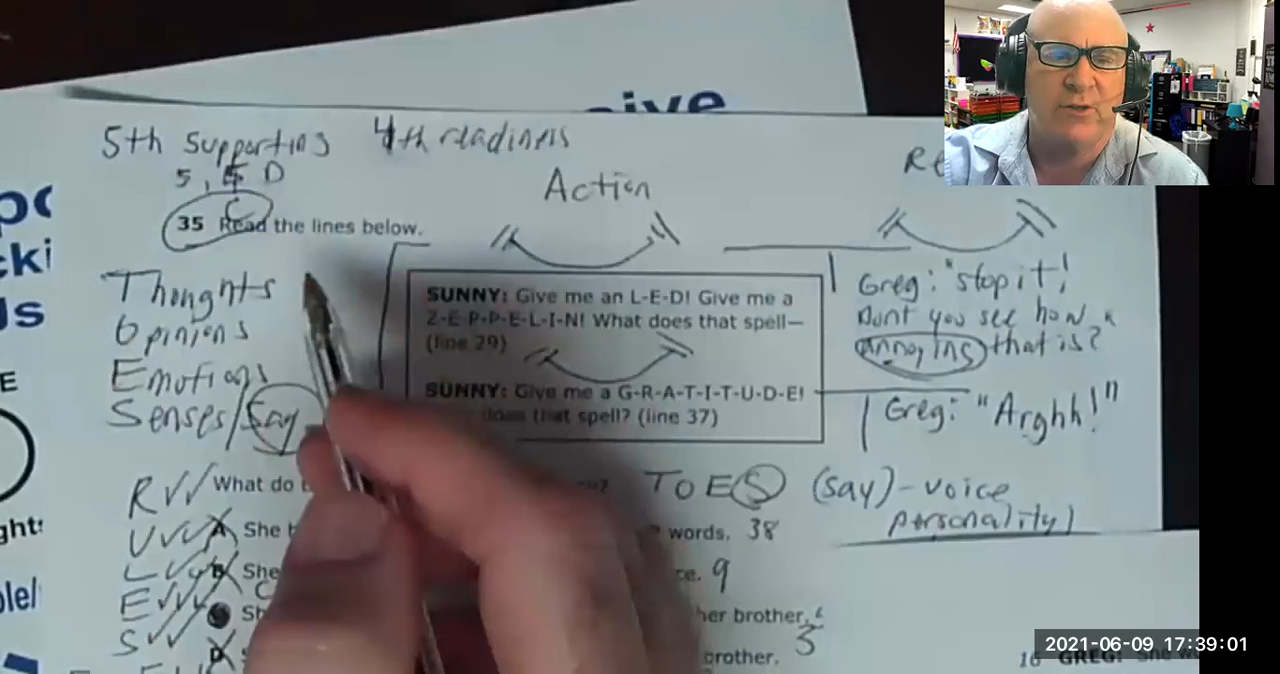 5th Supporting 4th readiness
5, D
Action
35 Read the lines below.
Thoughts
Opinions
Emotions
Senses/Say
SUNNY: Give me an L-E-D! Give me a
Z-E-P-P-E-L-I-N! What does that spell—
(line 29)
SUNNY: Give me a G-R-A-T-I-T-U-D-E!
does that spell? (line 37)
Greg: "Stop it!
Dont you see how
annoying that is?
Greg: "Arghh!"
TOES (say) - voice
personality)
R What do
U A She words. 38
L B She 9
E her brother.
S D brother. 3
16 GREG: She
2021-06-09 17:39:01